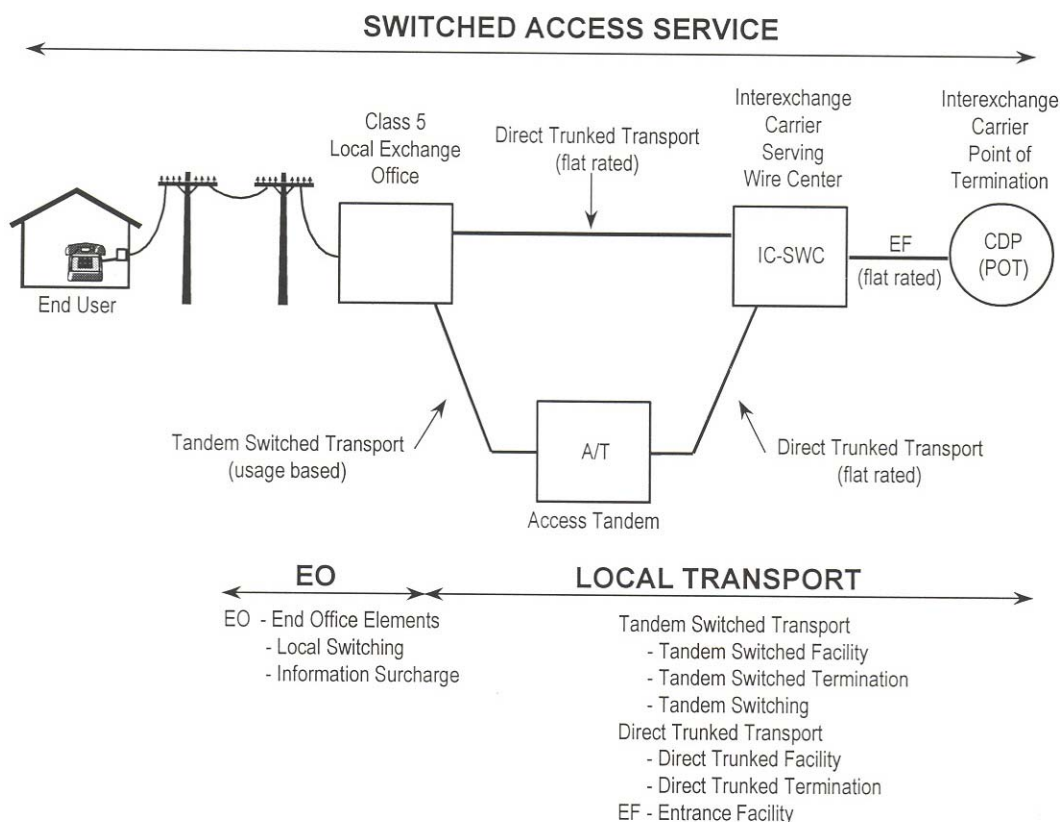 SWITCHED ACCESS SERVICE
Class 5
Local Exchange
Office
Direct Trunked Transport
(flat rated)
Interexchange
Carrier
Serving
Wire Center
Interexchange
Carrier
Point of
Termination
End User
IC-SWC
EF
(flat rated)
CDP
(POT)
Tandem Switched Transport
(usage based)
A/T
Access Tandem
Direct Trunked Transport
(flat rated)
EO
LOCAL TRANSPORT
EO - End Office Elements
- Local Switching
- Information Surcharge
Tandem Switched Transport
- Tandem Switched Facility
- Tandem Switched Termination
- Tandem Switching
Direct Trunked Transport
- Direct Trunked Facility
- Direct Trunked Termination
EF - Entrance Facility